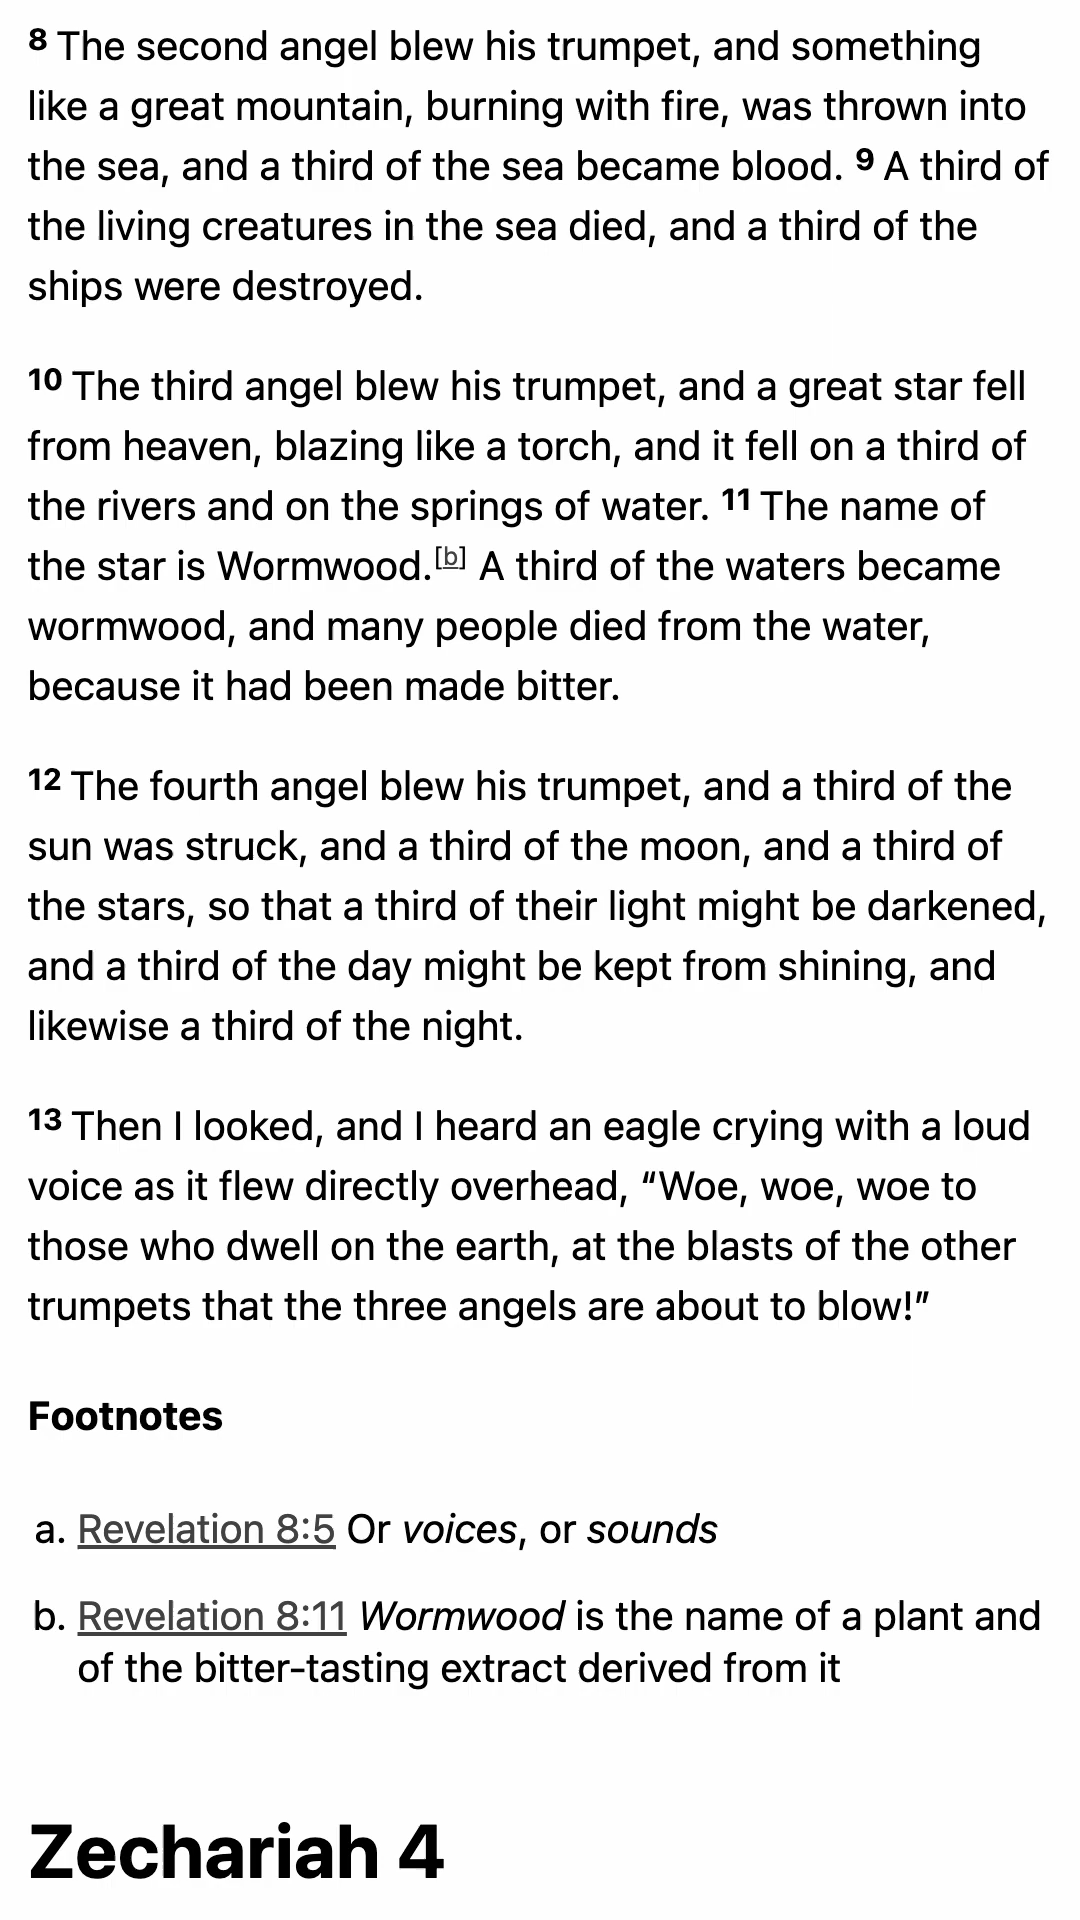 8 The second angel blew his trumpet, and something
like a great mountain, burning with fire, was thrown into
the sea, and a third of the sea became blood. 9 A third of
the living creatures in the sea died, and a third of the
ships were destroyed.
10 The third angel blew his trumpet, and a great star fell
from heaven, blazing like a torch, and it fell on a third of
the rivers and on the springs of water. 11 The name of
the star is Wormwood.[b] A third of the waters became
wormwood, and many people died from the water,
because it had been made bitter.
12 The fourth angel blew his trumpet, and a third of the
sun was struck, and a third of the moon, and a third of
the stars, so that a third of their light might be darkened,
and a third of the day might be kept from shining, and
likewise a third of the night.
13 Then I looked, and I heard an eagle crying with a loud
voice as it flew directly overhead, “Woe, woe, woe to
those who dwell on the earth, at the blasts of the other
trumpets that the three angels are about to blow!”
Footnotes
a. Revelation 8:5 Or voices, or sounds
b. Revelation 8:11 Wormwood is the name of a plant and
of the bitter-tasting extract derived from it
Zechariah 4